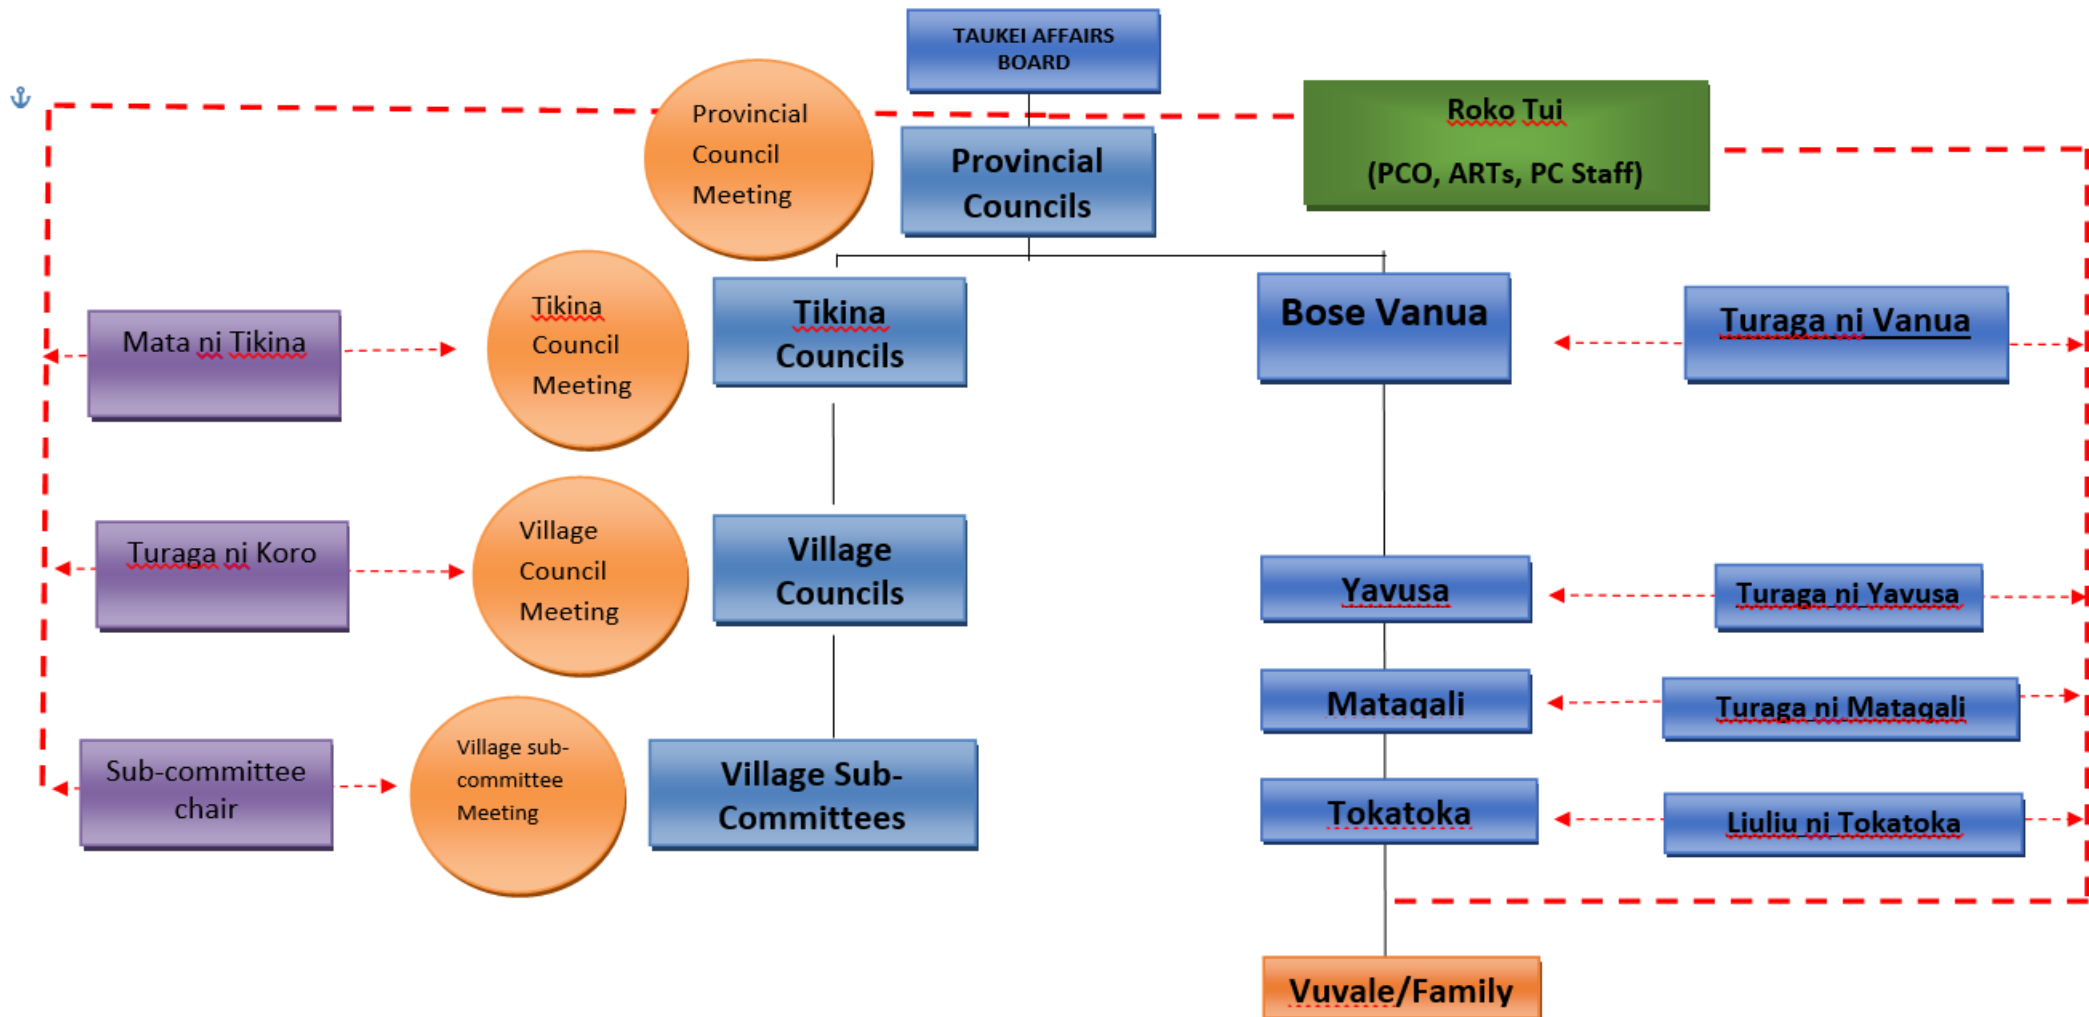 TAUKEI AFFAIRS
BOARD
Provincial
Council
Meeting
Provincial
Councils
Roko Tui
(PCO, ARTs, PC Staff)
Mata ni Tikina
Tikina
Council
Meeting
Tikina
Councils
Bose Vanua
Turaga ni Vanua
Turaga ni Koro
Village
Council
Meeting
Village
Councils
Yavusa
Turaga ni Yavusa
Mataqali
Turaga ni Mataqali
Sub-committee
chair
Village sub-
committee
Meeting
Village Sub-
Committees
Tokatoka
Liuliu ni Tokatoka
Vuvale/Family